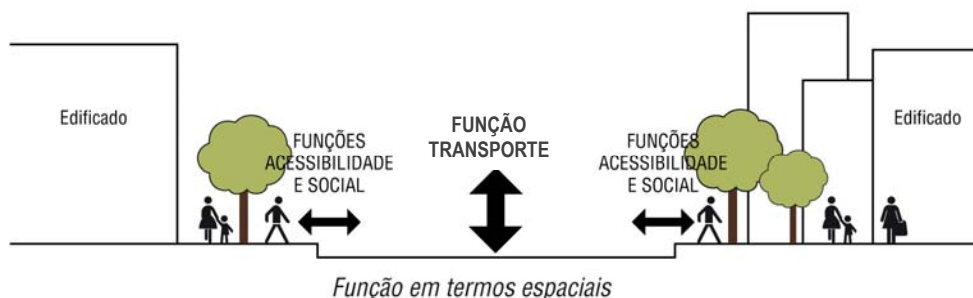 Edificado
FUNÇÕES
ACESSIBILIDADE
E SOCIAL
FUNÇÃO
TRANSPORTE
FUNÇÕES
ACESSIBILIDADE
E SOCIAL
Edificado
Função em termos espaciais